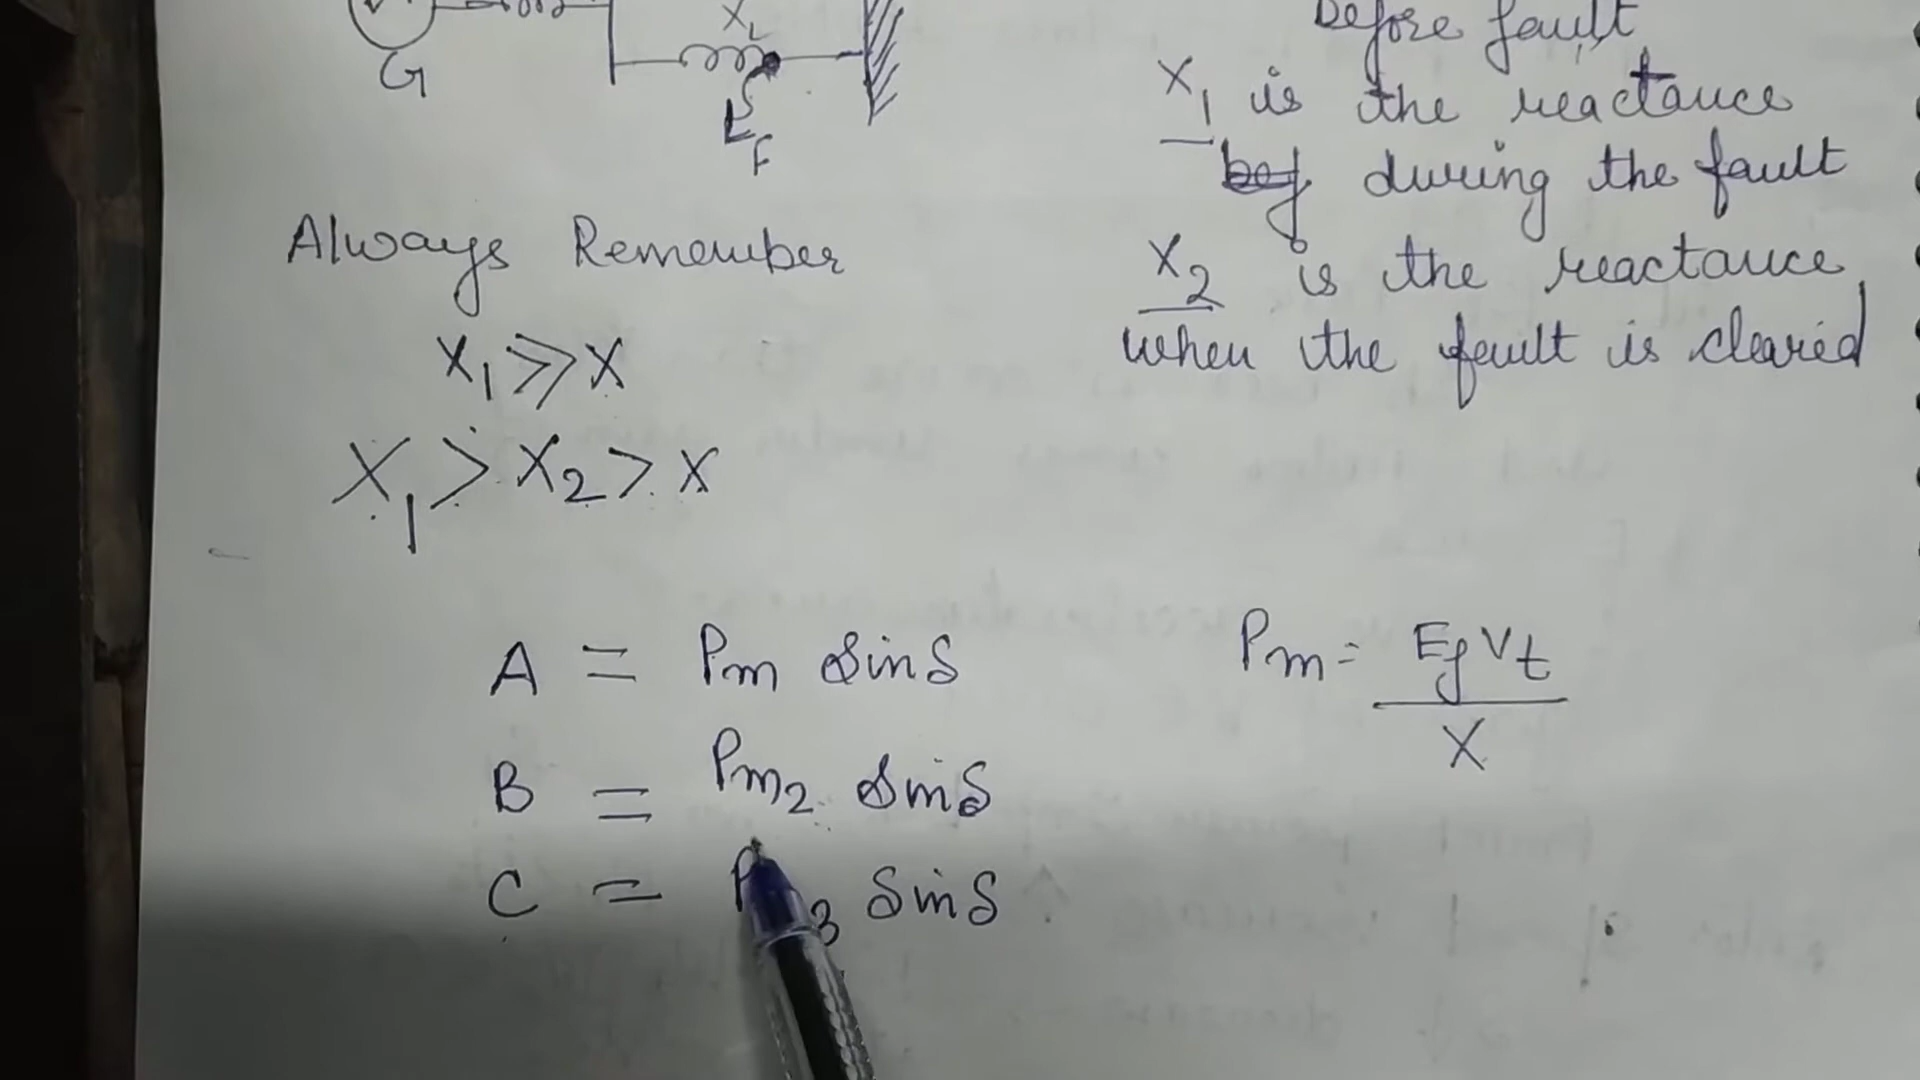 G
X_L
F
Before fault
X₁ is the reactance
during the fault
X₂ is the reactance
when the fault is cleared
Always Remember
X₁ ⩾ X
X₁ > X₂ > X
A = Pm Sinδ
B = Pm₂ Sinδ
C = P ₃ Sinδ
Pm = Ef Vt
X